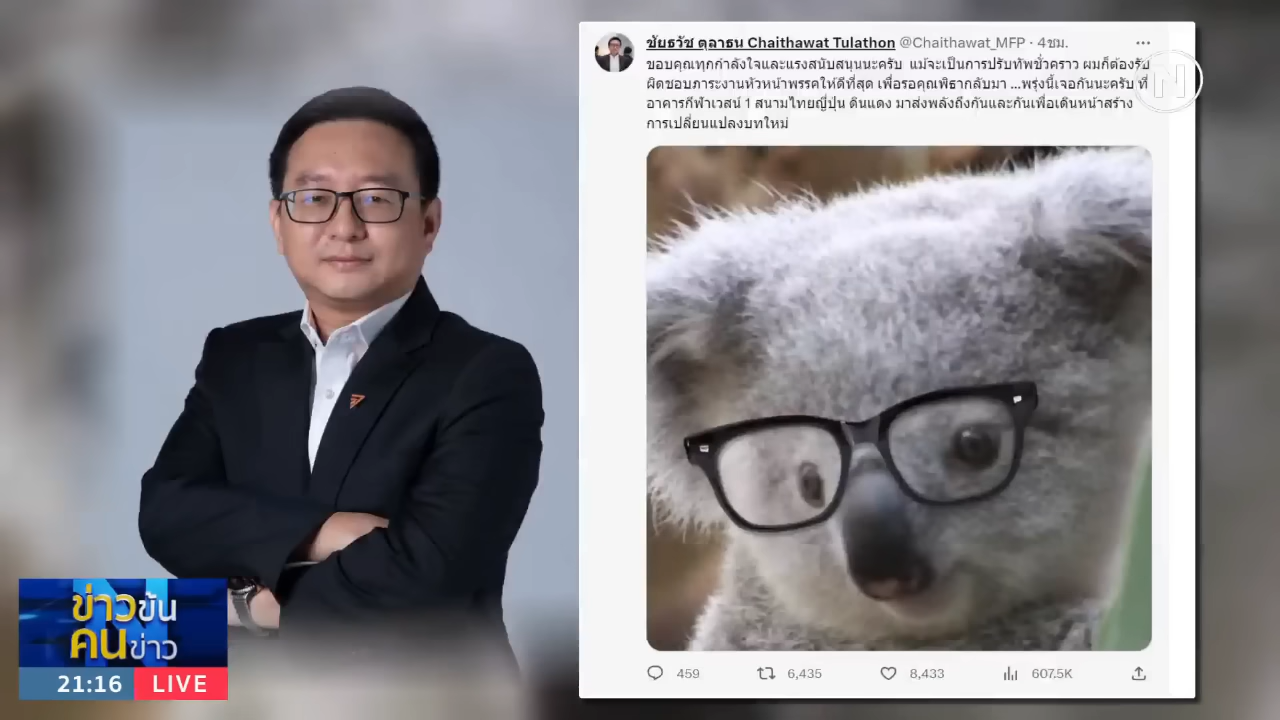 ชัยธวัช ตุลาธน Chaithawat Tulathon @Chaithawat_MFP · 4ชม.
ขอบคุณทุกกำลังใจและแรงสนับสนุนนะครับ แม้จะเป็นการปรับทัพชั่วคราว ผมก็ต้องรับ
ผิดชอบภาระงานหัวหน้าพรรคให้ดีที่สุด เพื่อรอคุณพิธากลับมา ...พรุ่งนี้เจอกันนะครับ ที่
อาคารกีฬาเวสน์ 1 สนามไทยญี่ปุ่น ดินแดง มาส่งพลังถึงกันและกันเพื่อเดินหน้าสร้าง
การเปลี่ยนแปลงบทใหม่
459 6,435 8,433 607.5K
N
ข่าวข้น
คนข่าว
21:16 LIVE